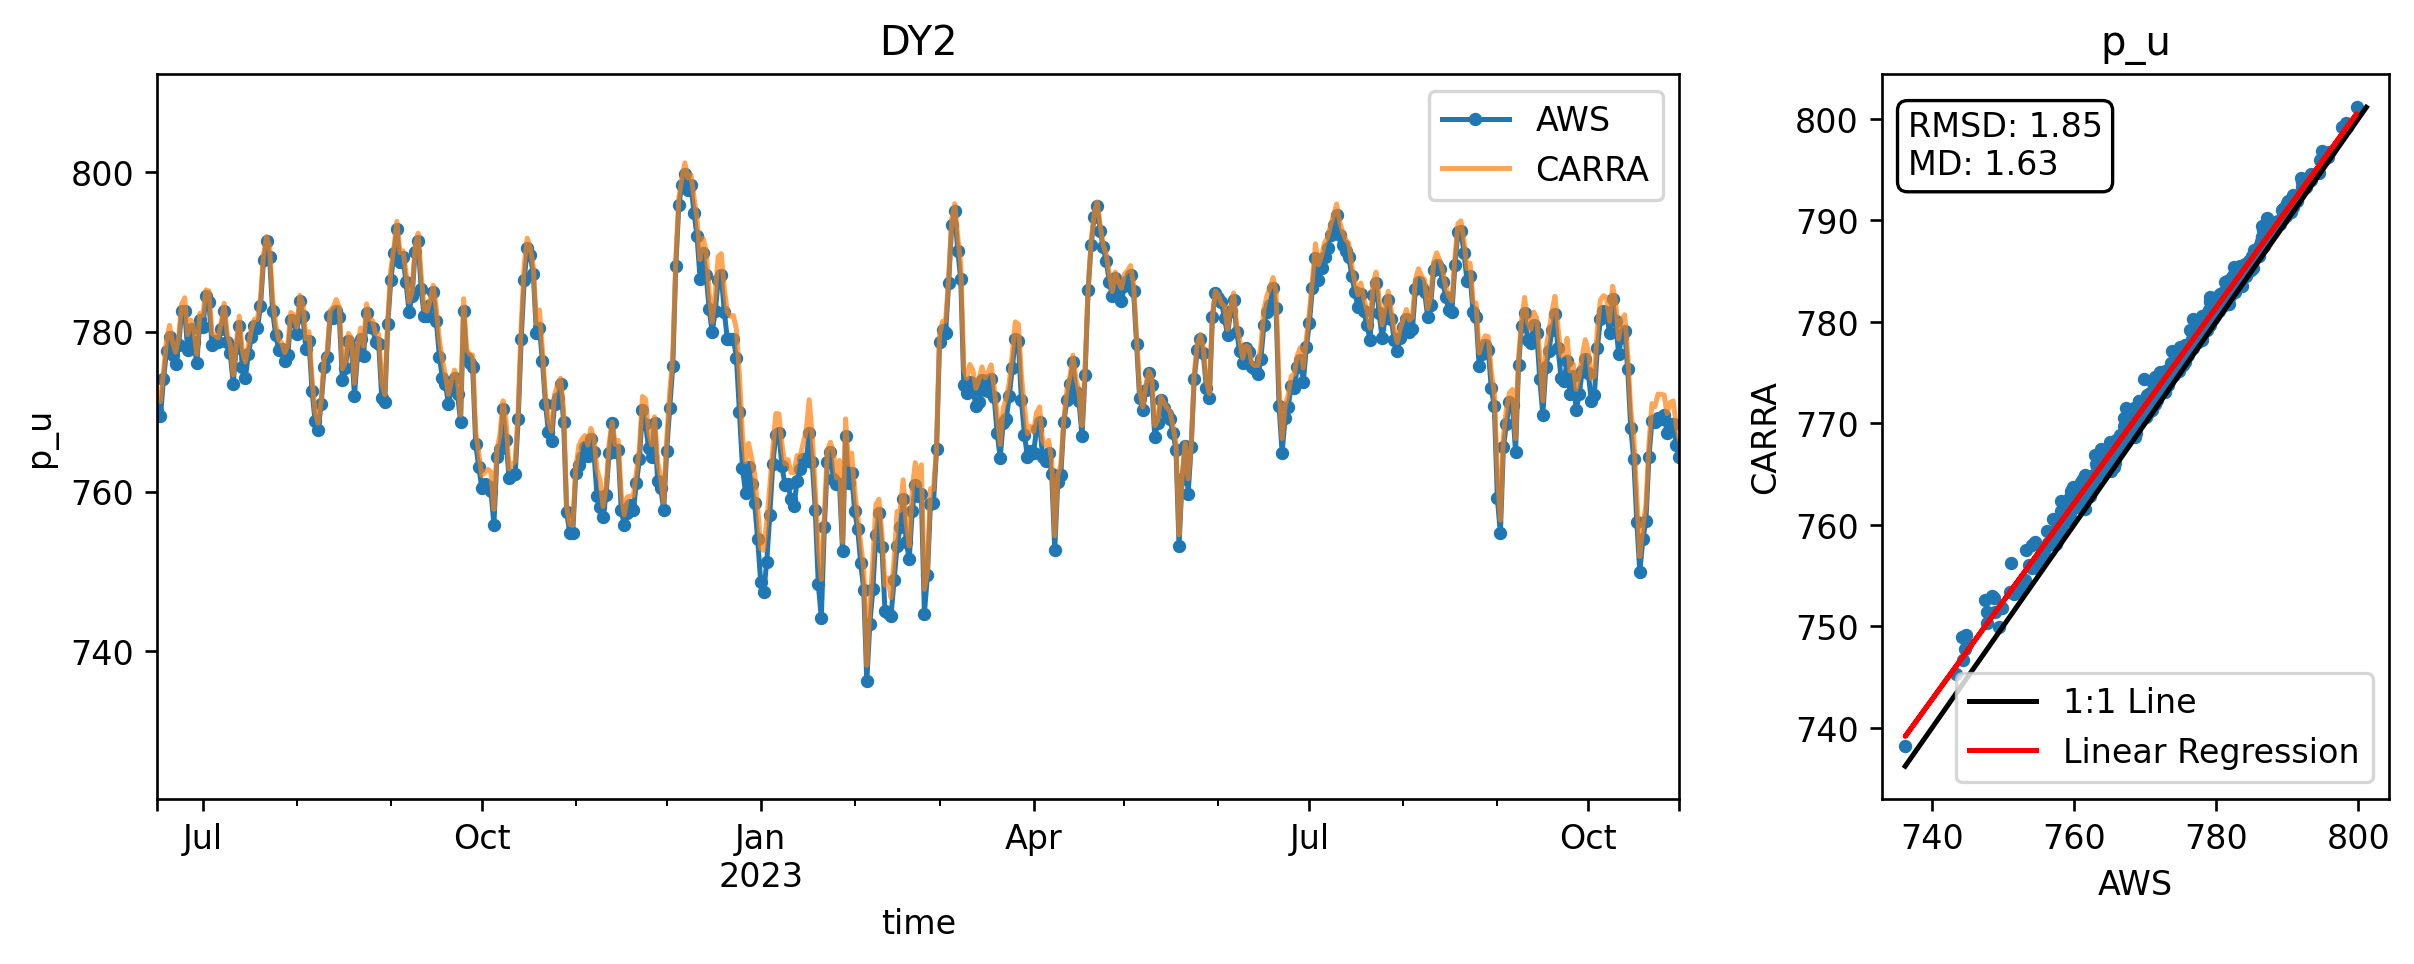 DY2
p_u
800
780
760
740
AWS
CARRA
Jul
Oct
Jan
2023
Apr
Jul
Oct
time
p_u
CARRA
800
790
780
770
760
750
740
RMSD: 1.85
MD: 1.63
1:1 Line
Linear Regression
740
760
780
800
AWS